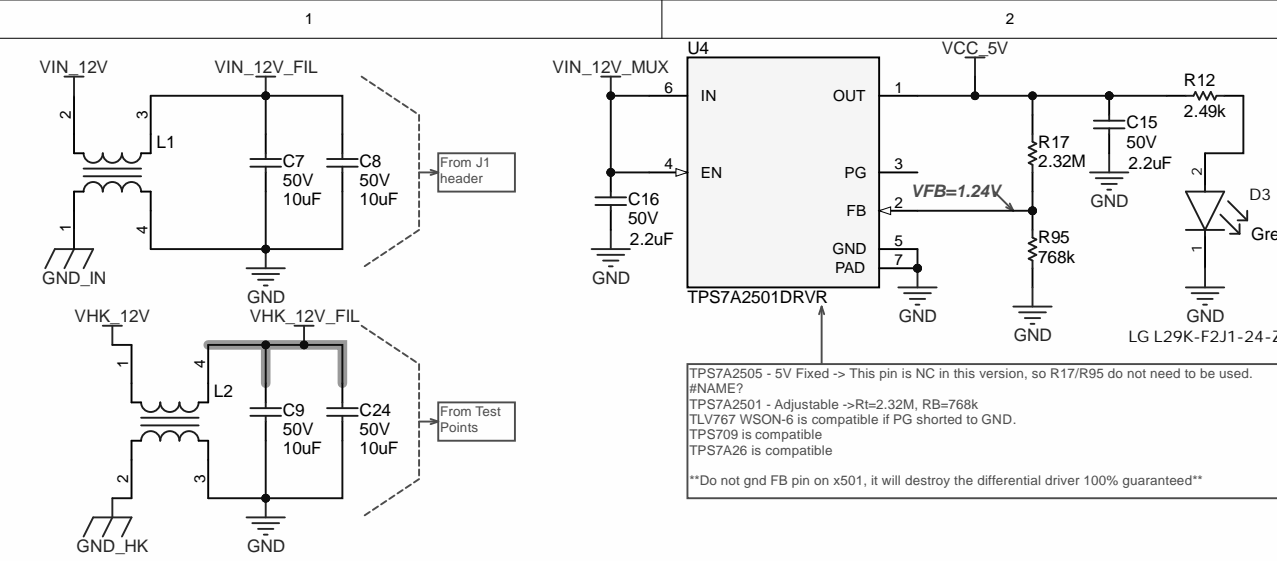 1
2
VIN_12V
VIN_12V_FIL
2
3
L1
1
4
C7
50V
10uF
C8
50V
10uF
From J1
header
GND_IN
GND
VHK_12V
VHK_12V_FIL
1
4
L2
2
3
C9
50V
10uF
C24
50V
10uF
From Test
Points
GND_HK
GND
VIN_12V_MUX
U4
6
IN
OUT
1
4
EN
PG
3
FB
2
GND
5
PAD
7
C16
50V
2.2uF
GND
TPS7A2501DRVR
GND
VCC_5V
VFB=1.24V
R17
2.32M
R95
768k
GND
C15
50V
2.2uF
GND
R12
2.49k
2
D3
Gre
1
GND
LG L29K-F2J1-24-Z
TPS7A2505 - 5V Fixed -> This pin is NC in this version, so R17/R95 do not need to be used.
#NAME?
TPS7A2501 - Adjustable ->Rt=2.32M, RB=768k
TLV767 WSON-6 is compatible if PG shorted to GND.
TPS709 is compatible
TPS7A26 is compatible
**Do not gnd FB pin on x501, it will destroy the differential driver 100% guaranteed**